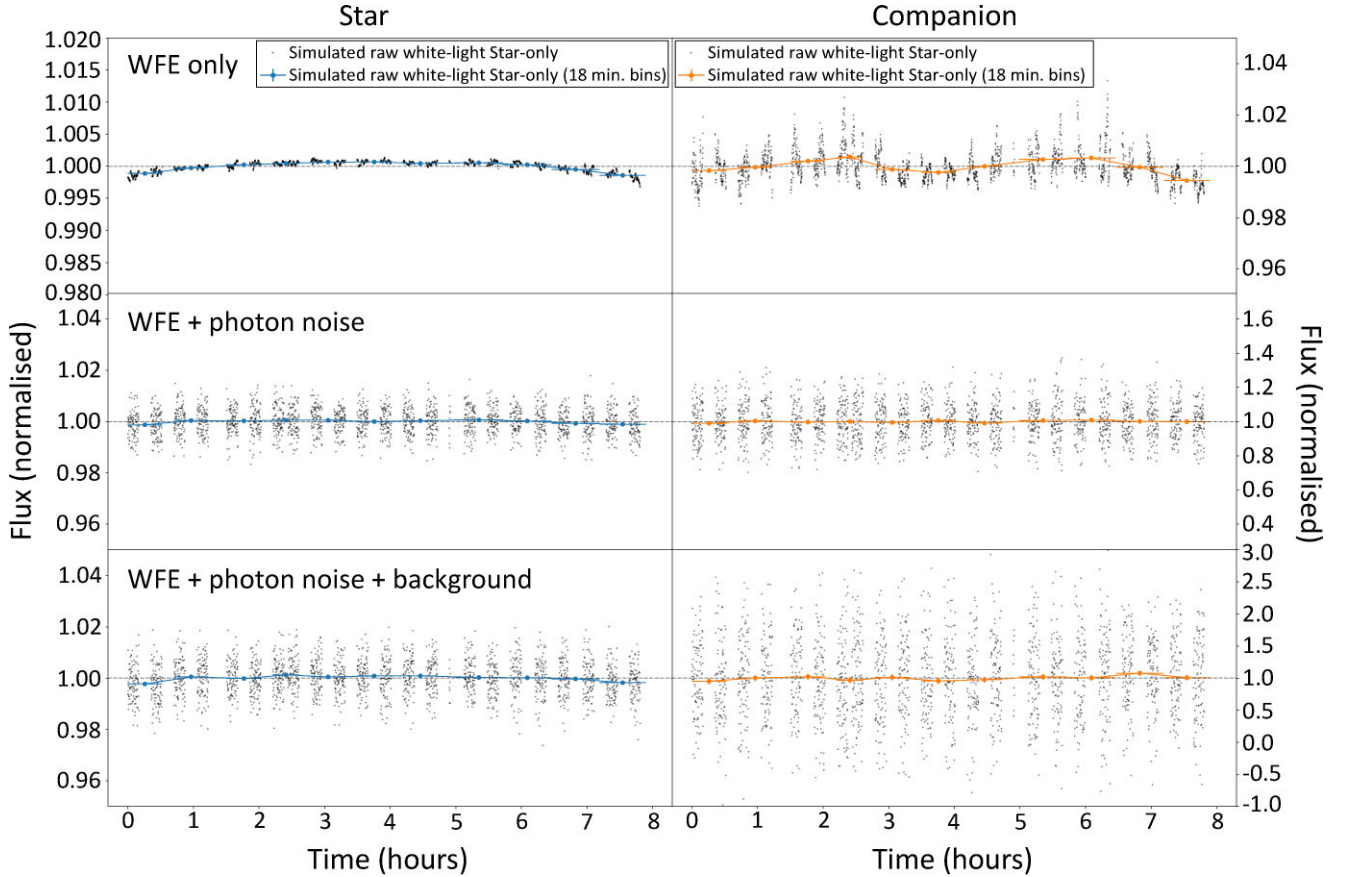 Star
Companion
1.020
1.015
1.010
1.005
1.000
0.995
0.990
0.985
0.980
WFE only
Simulated raw white-light Star-only
Simulated raw white-light Star-only (18 min. bins)
Simulated raw white-light Star-only
Simulated raw white-light Star-only (18 min. bins)
1.04
1.02
1.00
0.98
0.96
1.04
1.02
1.00
0.98
0.96
WFE + photon noise
1.6
1.4
1.2
1.0
0.8
0.6
0.4
Flux (normalised)
Flux (normalised)
1.04
1.02
1.00
0.98
0.96
WFE + photon noise + background
3.0
2.5
2.0
1.5
1.0
0.5
0.0
-0.5
-1.0
0 1 2 3 4 5 6 7 8
0 1 2 3 4 5 6 7 8
Time (hours)
Time (hours)